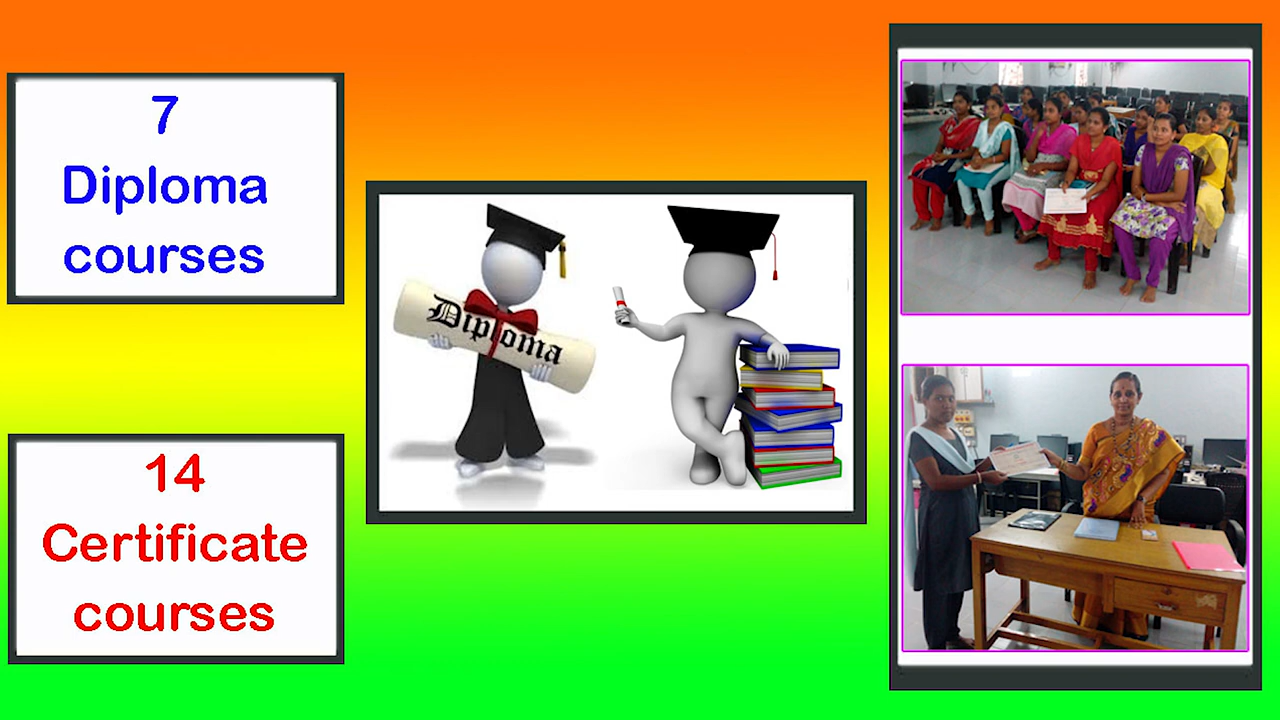 7
Diploma
courses
14
Certificate
courses
Diploma